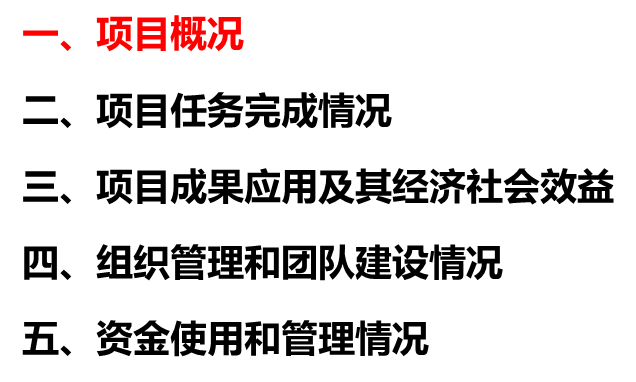 一、项目概况
二、项目任务完成情况
三、项目成果应用及其经济社会效益
四、组织管理和团队建设情况
五、资金使用和管理情况